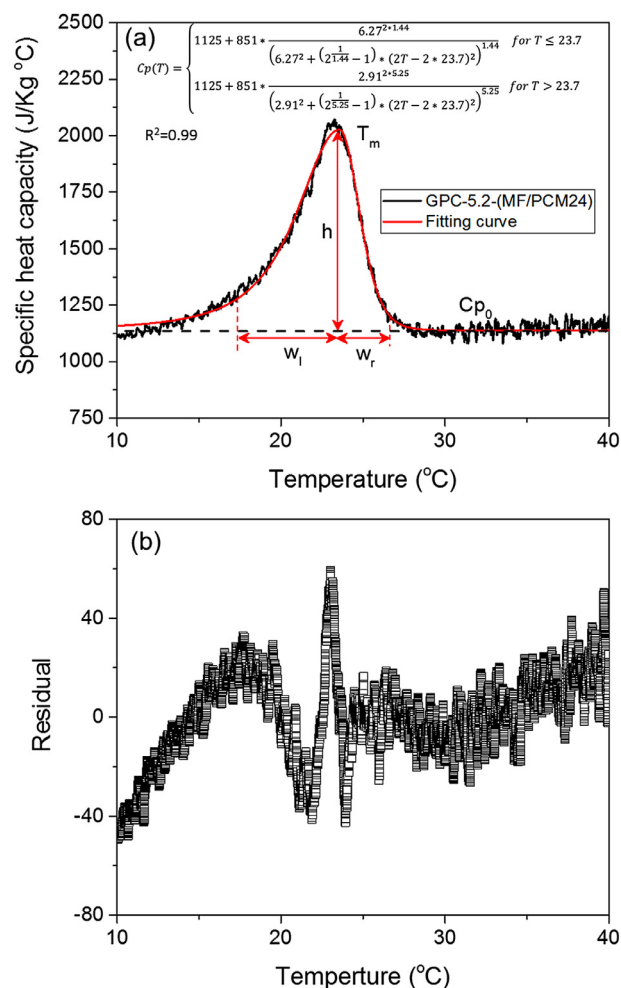 (a)
Cp(T) = { 1125 + 851 * 6.27^{2*1.44} / (6.27^2 + (2^{1/1.44} − 1) * (2T − 2 * 23.7)^2)^{1.44} for T ≤ 23.7
1125 + 851 * 2.91^{2*5.25} / (2.91^2 + (2^{1/5.25} − 1) * (2T − 2 * 23.7)^2)^{5.25} for T > 23.7
R²=0.99
T_m
GPC-5.2-(MF/PCM24)
Fitting curve
h
Cp_0
w_l
w_r
Specific heat capacity (J/Kg °C)
2500
2250
2000
1750
1500
1250
1000
750
10 20 30 40
Temperature (°C)
(b)
Residual
80
40
0
-40
-80
10 20 30 40
Temperture (°C)